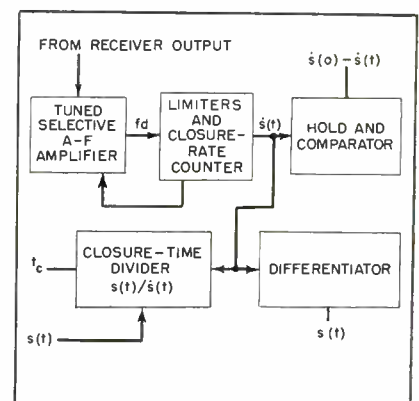 FROM RECEIVER OUTPUT
ṡ(o) – ṡ(t)
TUNED
SELECTIVE
A-F
AMPLIFIER
fd
LIMITERS
AND
CLOSURE-
RATE
COUNTER
ṡ(t)
HOLD AND
COMPARATOR
t_c
CLOSURE-TIME
DIVIDER
s(t)/ṡ(t)
DIFFERENTIATOR
s(t)
s(t)